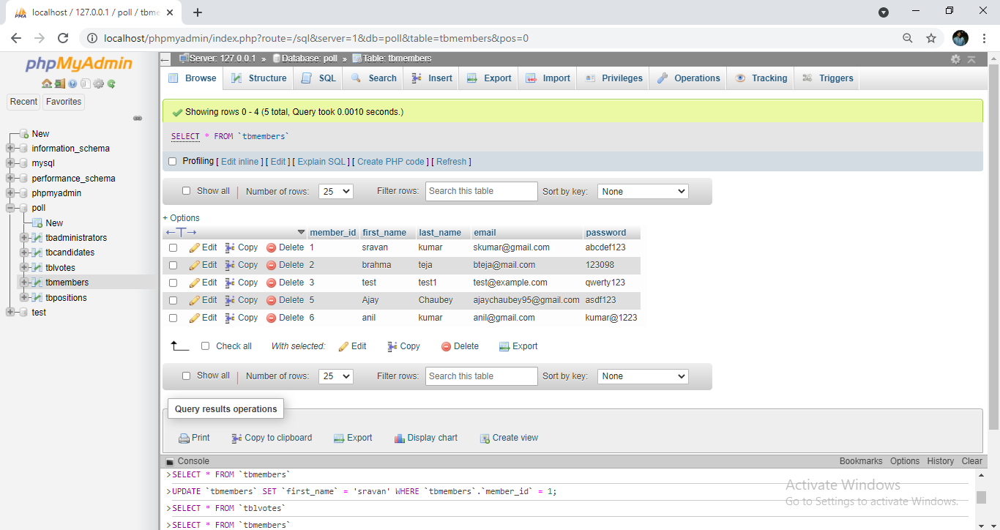 localhost / 127.0.0.1 / poll / tbme
localhost/phpmyadmin/index.php?route=/sql&server=1&db=poll&table=tbmembers&pos=0
phpMyAdmin
Recent Favorites
New
information_schema
mysql
performance_schema
phpmyadmin
poll
New
tbadministrators
tbcandidates
tblvotes
tbmembers
tbpositions
test
Server: 127.0.0.1 » Database: poll » Table: tbmembers
Browse Structure SQL Search Insert Export Import Privileges Operations Tracking Triggers
Showing rows 0 - 4 (5 total, Query took 0.0010 seconds.)
SELECT * FROM `tbmembers`
Profiling [ Edit inline ] [ Edit ] [ Explain SQL ] [ Create PHP code ] [ Refresh ]
Show all Number of rows: 25 Filter rows: Search this table Sort by key: None
+ Options
←T→ member_id first_name last_name email password
Edit Copy Delete 1 sravan kumar skumar@gmail.com abcdef123
Edit Copy Delete 2 brahma teja bteja@mail.com 123098
Edit Copy Delete 3 test test1 test@example.com qwerty123
Edit Copy Delete 5 Ajay Chaubey ajaychaubey95@gmail.com asdf123
Edit Copy Delete 6 anil kumar anil@gmail.com kumar@1223
Check all With selected: Edit Copy Delete Export
Show all Number of rows: 25 Filter rows: Search this table Sort by key: None
Query results operations
Print Copy to clipboard Export Display chart Create view
Console Bookmarks Options History Clear
>SELECT * FROM `tbmembers`
>UPDATE `tbmembers` SET `first_name` = 'sravan' WHERE `tbmembers`.`member_id` = 1;
>SELECT * FROM `tblvotes`
>SELECT * FROM `tbmembers`
Activate Windows
Go to Settings to activate Windows.